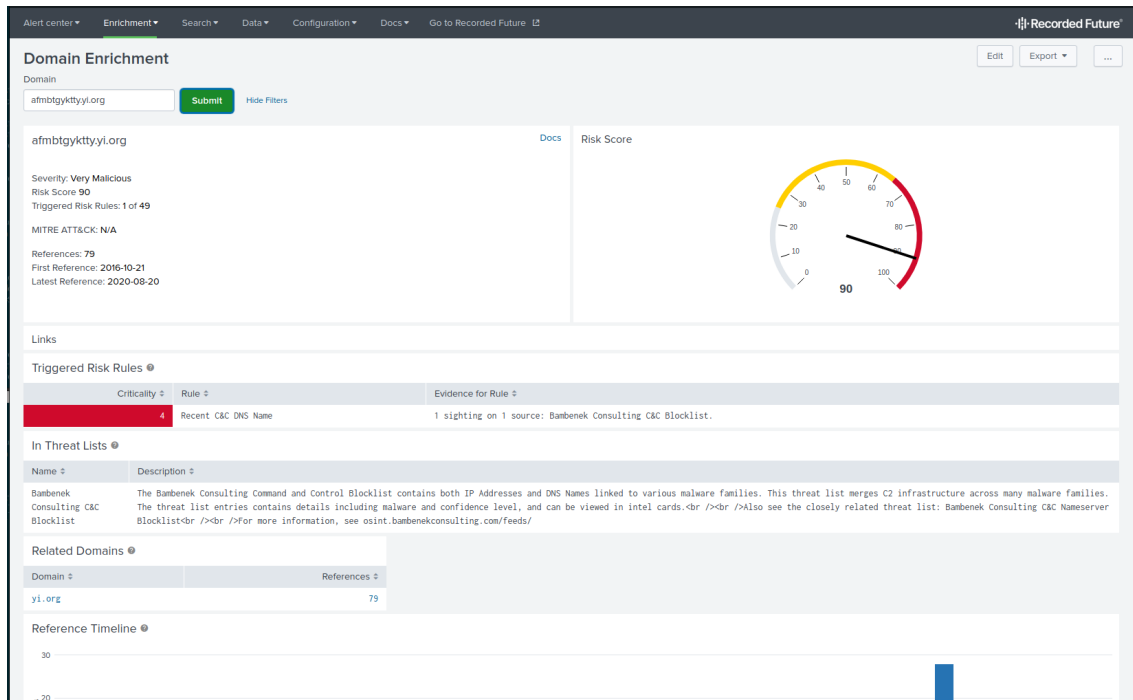 Alert center Enrichment Search Data Configuration Docs Go to Recorded Future Recorded Future
Domain Enrichment
Edit Export ...
Domain
afmbtgyktty.yi.org Submit Hide Filters
afmbtgyktty.yi.org Docs
Severity: Very Malicious
Risk Score 90
Triggered Risk Rules: 1 of 49
MITRE ATT&CK: N/A
References: 79
First Reference: 2016-10-21
Latest Reference: 2020-08-20
Risk Score
0 10 20 30 40 50 60 70 80 90 100
90
Links
Triggered Risk Rules
Criticality Rule Evidence for Rule
4 Recent C&C DNS Name 1 sighting on 1 source: Bambenek Consulting C&C Blocklist.
In Threat Lists
Name Description
Bambenek Consulting C&C Blocklist
The Bambenek Consulting Command and Control Blocklist contains both IP Addresses and DNS Names linked to various malware families. This threat list merges C2 infrastructure across many malware families.
The threat list entries contains details including malware and confidence level, and can be viewed in intel cards.<br /><br />Also see the closely related threat list: Bambenek Consulting C&C Nameserver
Blocklist<br /><br />For more information, see osint.bambenekconsulting.com/feeds/
Related Domains
Domain References
yi.org 79
Reference Timeline
30
20